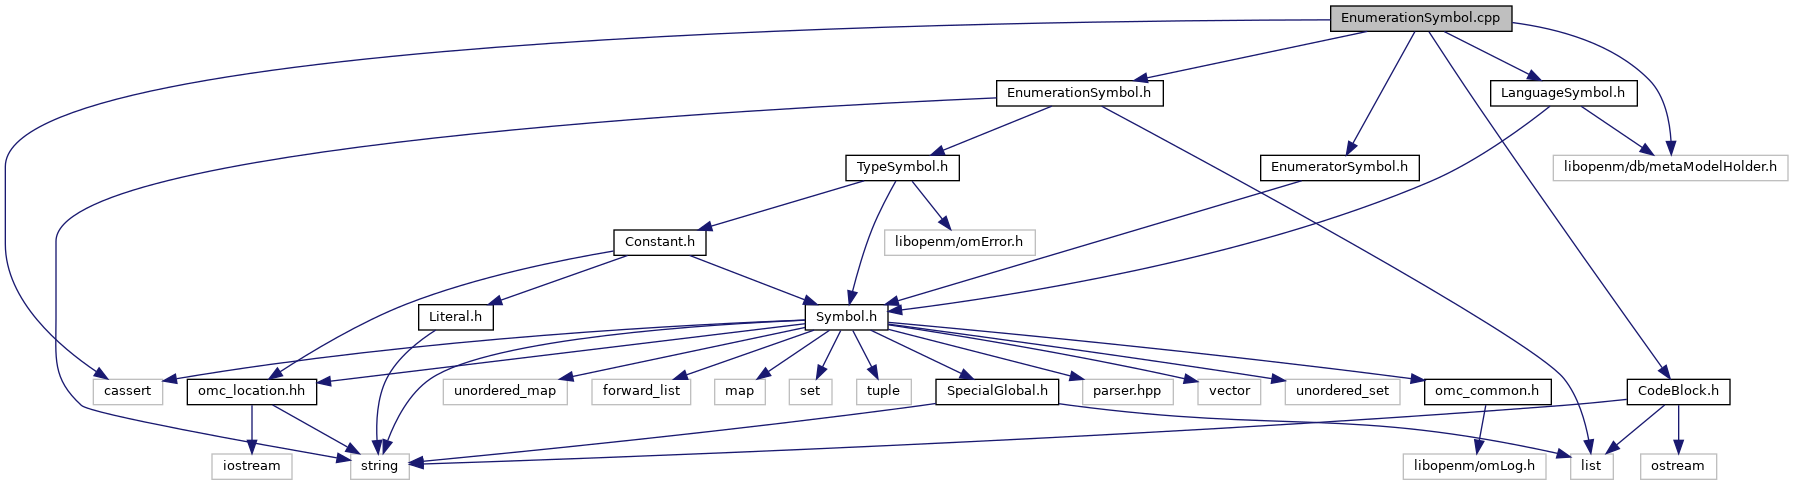 EnumerationSymbol.cpp
EnumerationSymbol.h
LanguageSymbol.h
TypeSymbol.h
EnumeratorSymbol.h
libopenm/db/metaModelHolder.h
Constant.h
libopenm/omError.h
Literal.h
Symbol.h
cassert
omc_location.hh
unordered_map
forward_list
map
set
tuple
SpecialGlobal.h
parser.hpp
vector
unordered_set
omc_common.h
CodeBlock.h
iostream
string
libopenm/omLog.h
list
ostream